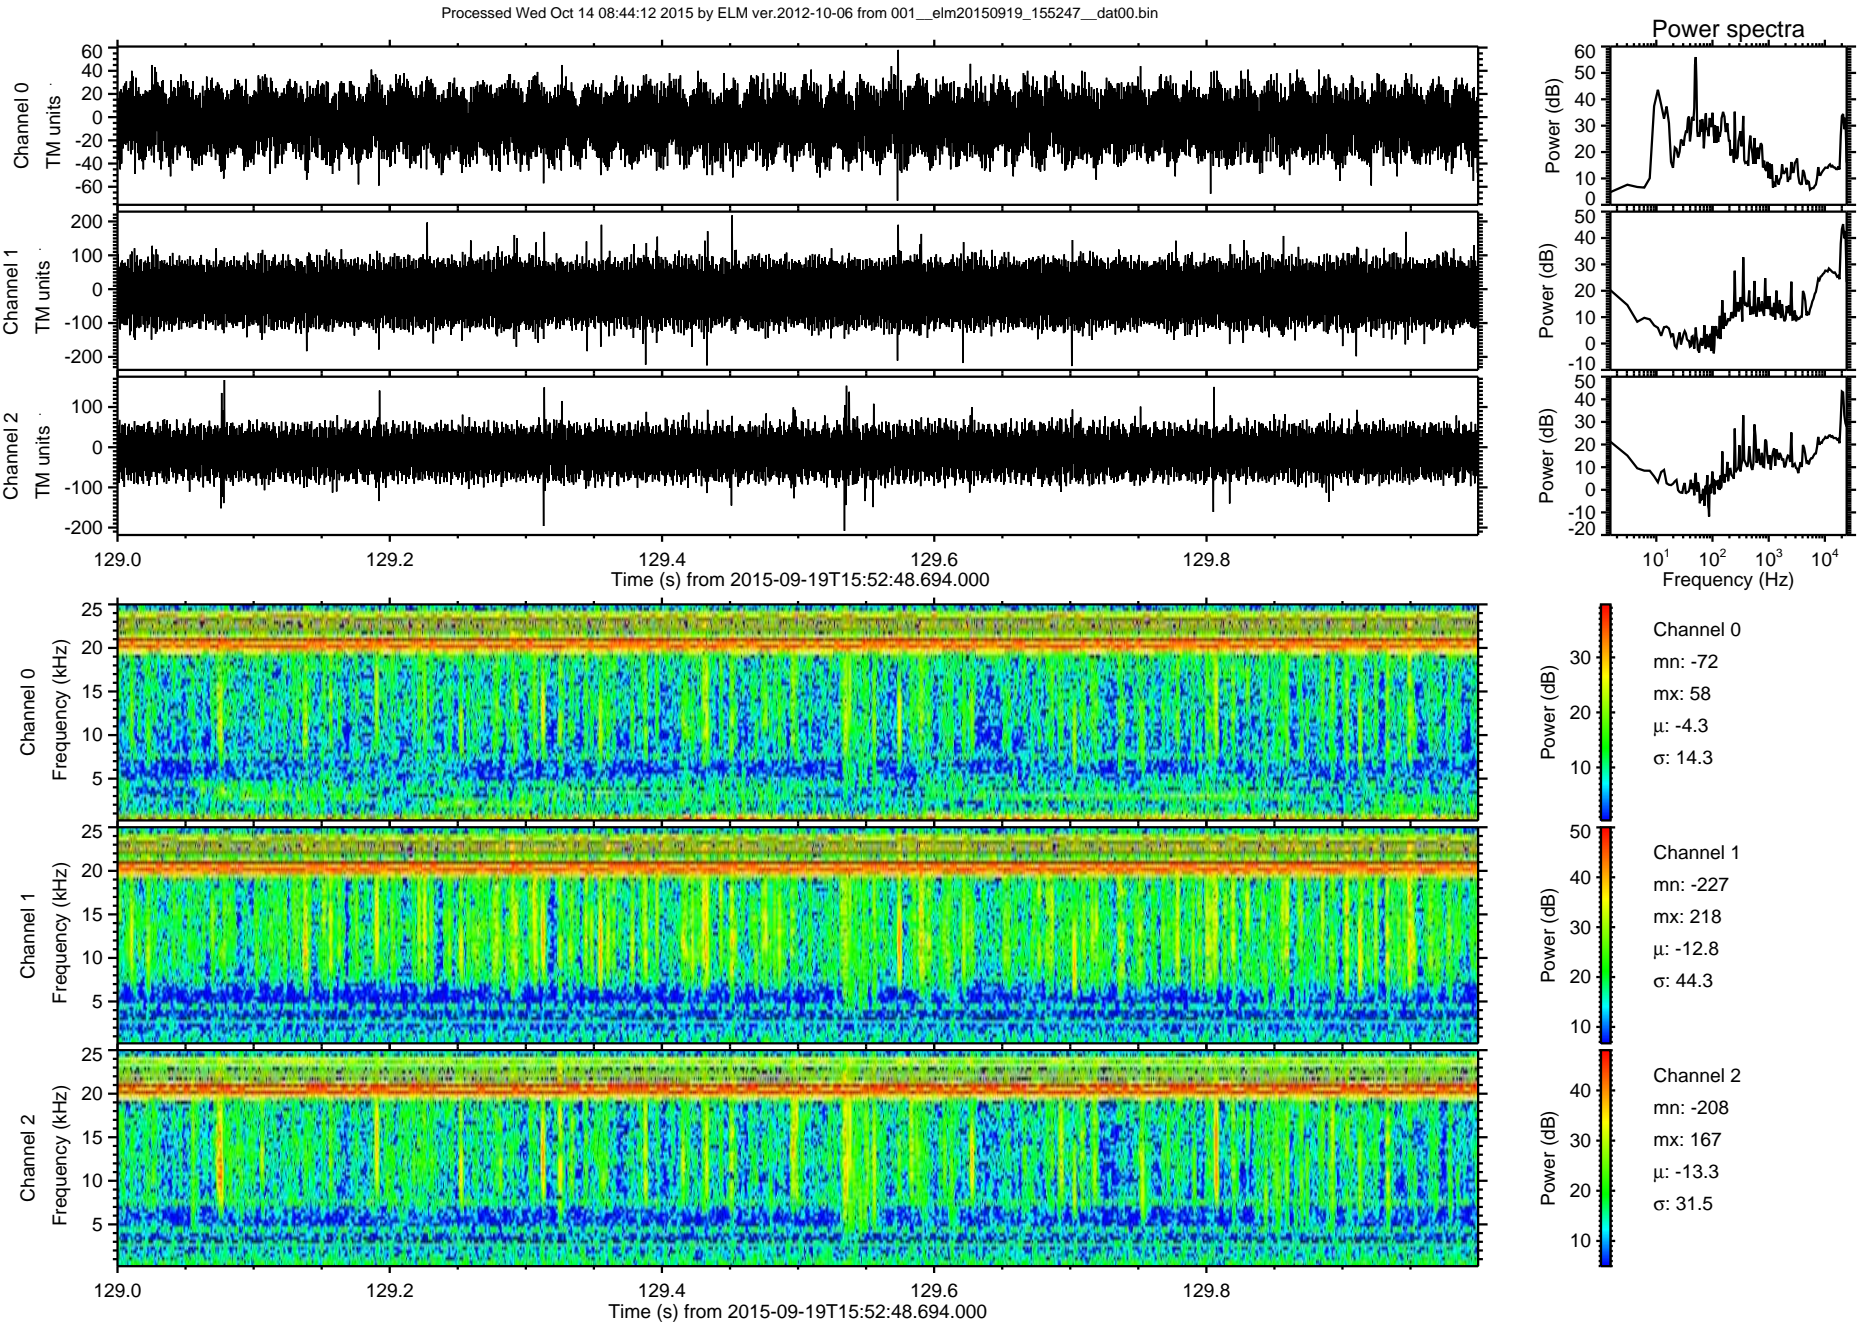 Processed Wed Oct 14 08:44:12 2015 by ELM ver.2012-10-06 from 001__elm20150919_155247__dat00.bin
Power spectra
Channel 0
TM units
60
40
20
0
-20
-40
-60
Power (dB)
60
50
40
30
20
10
0
Channel 1
TM units
200
100
0
-100
-200
Power (dB)
50
40
30
20
10
0
-10
Channel 2
TM units
100
0
-100
-200
Power (dB)
50
40
30
20
10
0
-10
-20
129.0 129.2 129.4 129.6 129.8
Time (s) from 2015-09-19T15:52:48.694.000
10^1 10^2 10^3 10^4
Frequency (Hz)
Channel 0
Frequency (kHz)
25
20
15
10
5
Power (dB)
30
20
10
Channel 0
mn: -72
mx: 58
μ: -4.3
σ: 14.3
Channel 1
Frequency (kHz)
25
20
15
10
5
Power (dB)
50
40
30
20
10
Channel 1
mn: -227
mx: 218
μ: -12.8
σ: 44.3
Channel 2
Frequency (kHz)
25
20
15
10
5
Power (dB)
40
30
20
10
Channel 2
mn: -208
mx: 167
μ: -13.3
σ: 31.5
129.0 129.2 129.4 129.6 129.8
Time (s) from 2015-09-19T15:52:48.694.000